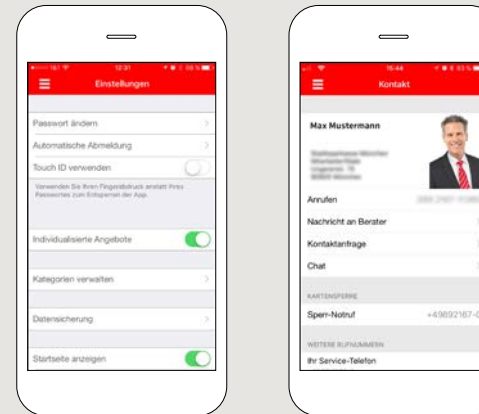 12:31
Einstellungen
Passwort ändern
Automatische Abmeldung
Touch ID verwenden
Verwenden Sie Ihren Fingerabdruck anstatt Ihres
Passwortes zum Entsperren der App.
Individualisierte Angebote
Kategorien verwalten
Datensicherung
Startseite anzeigen
15:44
Kontakt
Max Mustermann
Anrufen
Nachricht an Berater
Kontaktanfrage
Chat
KARTENSPERRE
Sperr-Notruf
WEITERE RUFNUMMERN
Ihr Service-Telefon